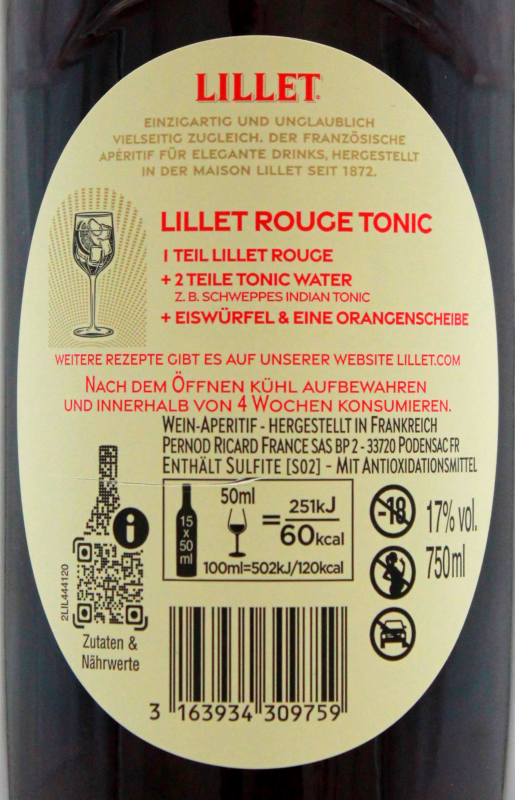 LILLET
EINZIGARTIG UND UNGLAUBLICH
VIELSEITIG ZUGLEICH. DER FRANZÖSISCHE
APÉRITIF FÜR ELEGANTE DRINKS, HERGESTELLT
IN DER MAISON LILLET SEIT 1872.
LILLET ROUGE TONIC
1 TEIL LILLET ROUGE
+ 2 TEILE TONIC WATER
Z. B. SCHWEPPES INDIAN TONIC
+ EISWÜRFEL & EINE ORANGENSCHEIBE
WEITERE REZEPTE GIBT ES AUF UNSERER WEBSITE LILLET.COM
NACH DEM ÖFFNEN KÜHL AUFBEWAHREN
UND INNERHALB VON 4 WOCHEN KONSUMIEREN.
WEIN-APERITIF - HERGESTELLT IN FRANKREICH
PERNOD RICARD FRANCE SAS BP 2 - 33720 PODENSAC FR
ENTHÄLT SULFITE [S02] - MIT ANTIOXIDATIONSMITTEL
15
x
50
ml
50ml
= 251kJ
60kcal
100ml=502kJ/120kcal
-18
17% vol.
750ml
i
2LIL444120
Zutaten &
Nährwerte
3 163934 309759